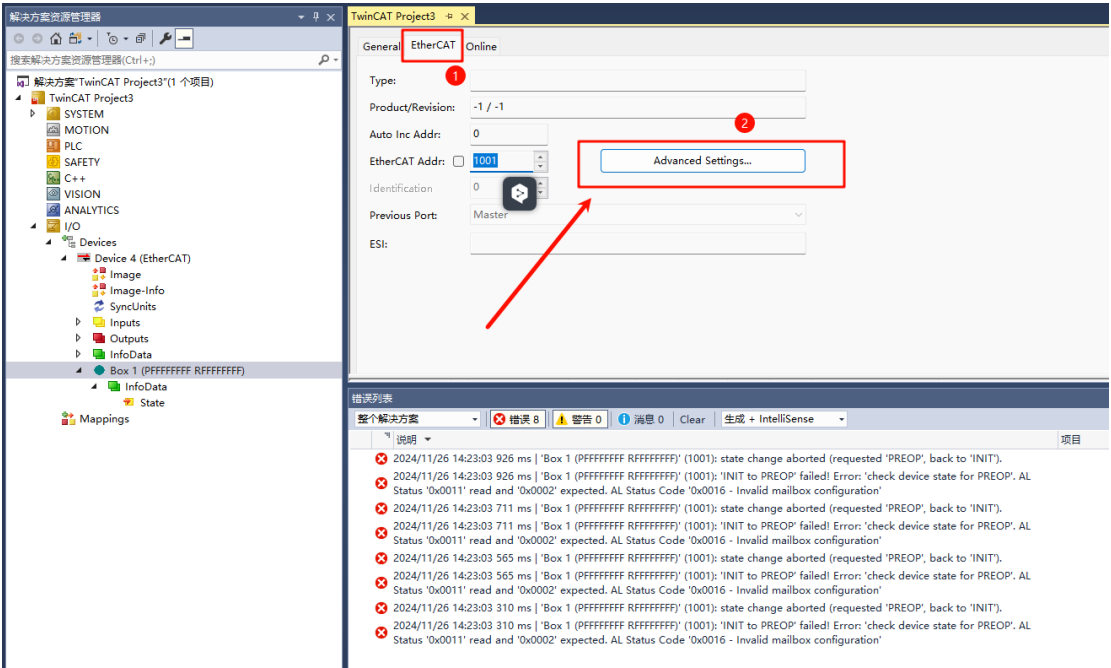 解决方案资源管理器
搜索解决方案资源管理器(Ctrl+;)
解决方案"TwinCAT Project3"(1 个项目)
TwinCAT Project3
SYSTEM
MOTION
PLC
SAFETY
C++
VISION
ANALYTICS
I/O
Devices
Device 4 (EtherCAT)
Image
Image-Info
SyncUnits
Inputs
Outputs
InfoData
Box 1 (PFFFFFFFF RFFFFFFFF)
InfoData
State
Mappings
TwinCAT Project3
General EtherCAT Online
1
Type:
Product/Revision: -1 / -1
2
Auto Inc Addr: 0
EtherCAT Addr: 1001 Advanced Settings...
Identification 0
Previous Port: Master
ESI:
错误列表
整个解决方案 错误 8 警告 0 消息 0 Clear 生成 + IntelliSense
说明 项目
2024/11/26 14:23:03 926 ms | 'Box 1 (PFFFFFFFF RFFFFFFFF)' (1001): state change aborted (requested 'PREOP', back to 'INIT').
2024/11/26 14:23:03 926 ms | 'Box 1 (PFFFFFFFF RFFFFFFFF)' (1001): 'INIT to PREOP' failed! Error: 'check device state for PREOP'. AL
Status '0x0011' read and '0x0002' expected. AL Status Code '0x0016 - Invalid mailbox configuration'
2024/11/26 14:23:03 711 ms | 'Box 1 (PFFFFFFFF RFFFFFFFF)' (1001): state change aborted (requested 'PREOP', back to 'INIT').
2024/11/26 14:23:03 711 ms | 'Box 1 (PFFFFFFFF RFFFFFFFF)' (1001): 'INIT to PREOP' failed! Error: 'check device state for PREOP'. AL
Status '0x0011' read and '0x0002' expected. AL Status Code '0x0016 - Invalid mailbox configuration'
2024/11/26 14:23:03 565 ms | 'Box 1 (PFFFFFFFF RFFFFFFFF)' (1001): state change aborted (requested 'PREOP', back to 'INIT').
2024/11/26 14:23:03 565 ms | 'Box 1 (PFFFFFFFF RFFFFFFFF)' (1001): 'INIT to PREOP' failed! Error: 'check device state for PREOP'. AL
Status '0x0011' read and '0x0002' expected. AL Status Code '0x0016 - Invalid mailbox configuration'
2024/11/26 14:23:03 310 ms | 'Box 1 (PFFFFFFFF RFFFFFFFF)' (1001): state change aborted (requested 'PREOP', back to 'INIT').
2024/11/26 14:23:03 310 ms | 'Box 1 (PFFFFFFFF RFFFFFFFF)' (1001): 'INIT to PREOP' failed! Error: 'check device state for PREOP'. AL
Status '0x0011' read and '0x0002' expected. AL Status Code '0x0016 - Invalid mailbox configuration'